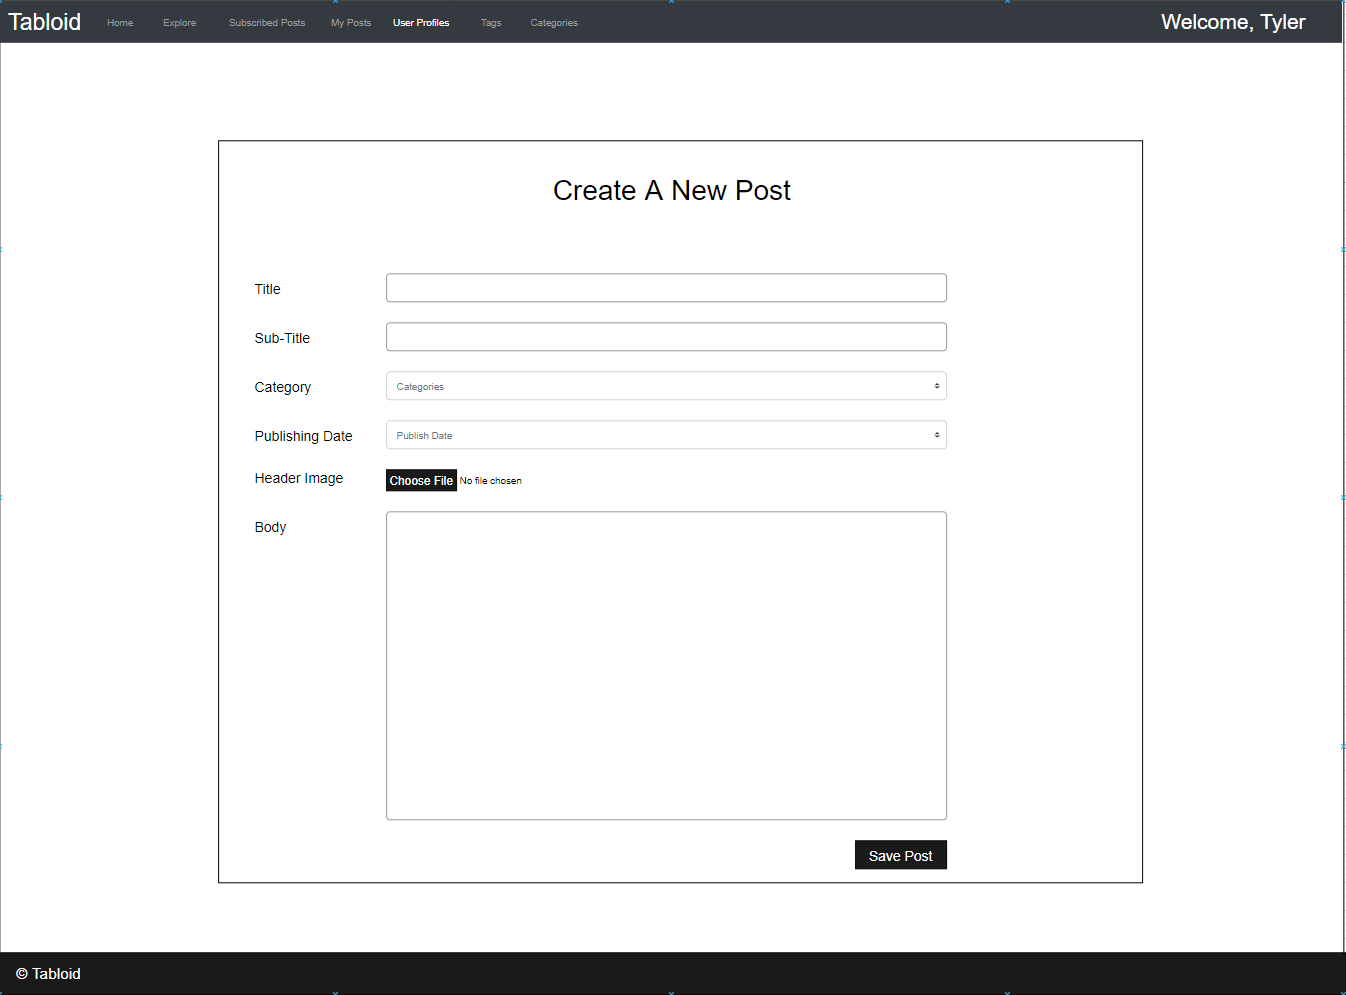 Tabloid Home Explore Subscribed Posts My Posts User Profiles Tags Categories Welcome, Tyler
Create A New Post
Title
Sub-Title
Category Categories
Publishing Date Publish Date
Header Image Choose File No file chosen
Body
Save Post
© Tabloid